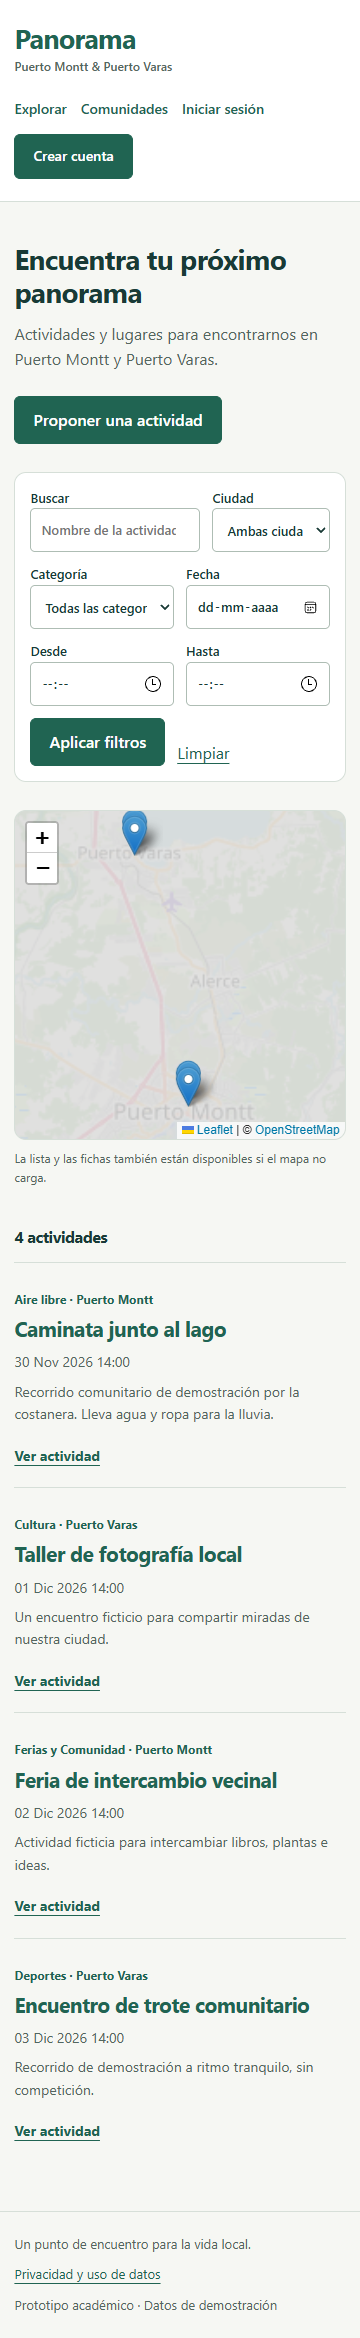 Panorama
Puerto Montt & Puerto Varas
Explorar Comunidades Iniciar sesión
Crear cuenta
Encuentra tu próximo
panorama
Actividades y lugares para encontrarnos en
Puerto Montt y Puerto Varas.
Proponer una actividad
Buscar Ciudad
Nombre de la actividac Ambas ciuda
Categoría Fecha
Todas las categor dd-mm-aaaa
Desde Hasta
--:-- --:--
Aplicar filtros Limpiar
+
Puerto Varas
−
Alerce
Puerto Montt
Leaflet | © OpenStreetMap
La lista y las fichas también están disponibles si el mapa no
carga.
4 actividades
Aire libre · Puerto Montt
Caminata junto al lago
30 Nov 2026 14:00
Recorrido comunitario de demostración por la
costanera. Lleva agua y ropa para la lluvia.
Ver actividad
Cultura · Puerto Varas
Taller de fotografía local
01 Dic 2026 14:00
Un encuentro ficticio para compartir miradas de
nuestra ciudad.
Ver actividad
Ferias y Comunidad · Puerto Montt
Feria de intercambio vecinal
02 Dic 2026 14:00
Actividad ficticia para intercambiar libros, plantas e
ideas.
Ver actividad
Deportes · Puerto Varas
Encuentro de trote comunitario
03 Dic 2026 14:00
Recorrido de demostración a ritmo tranquilo, sin
competición.
Ver actividad
Un punto de encuentro para la vida local.
Privacidad y uso de datos
Prototipo académico · Datos de demostración